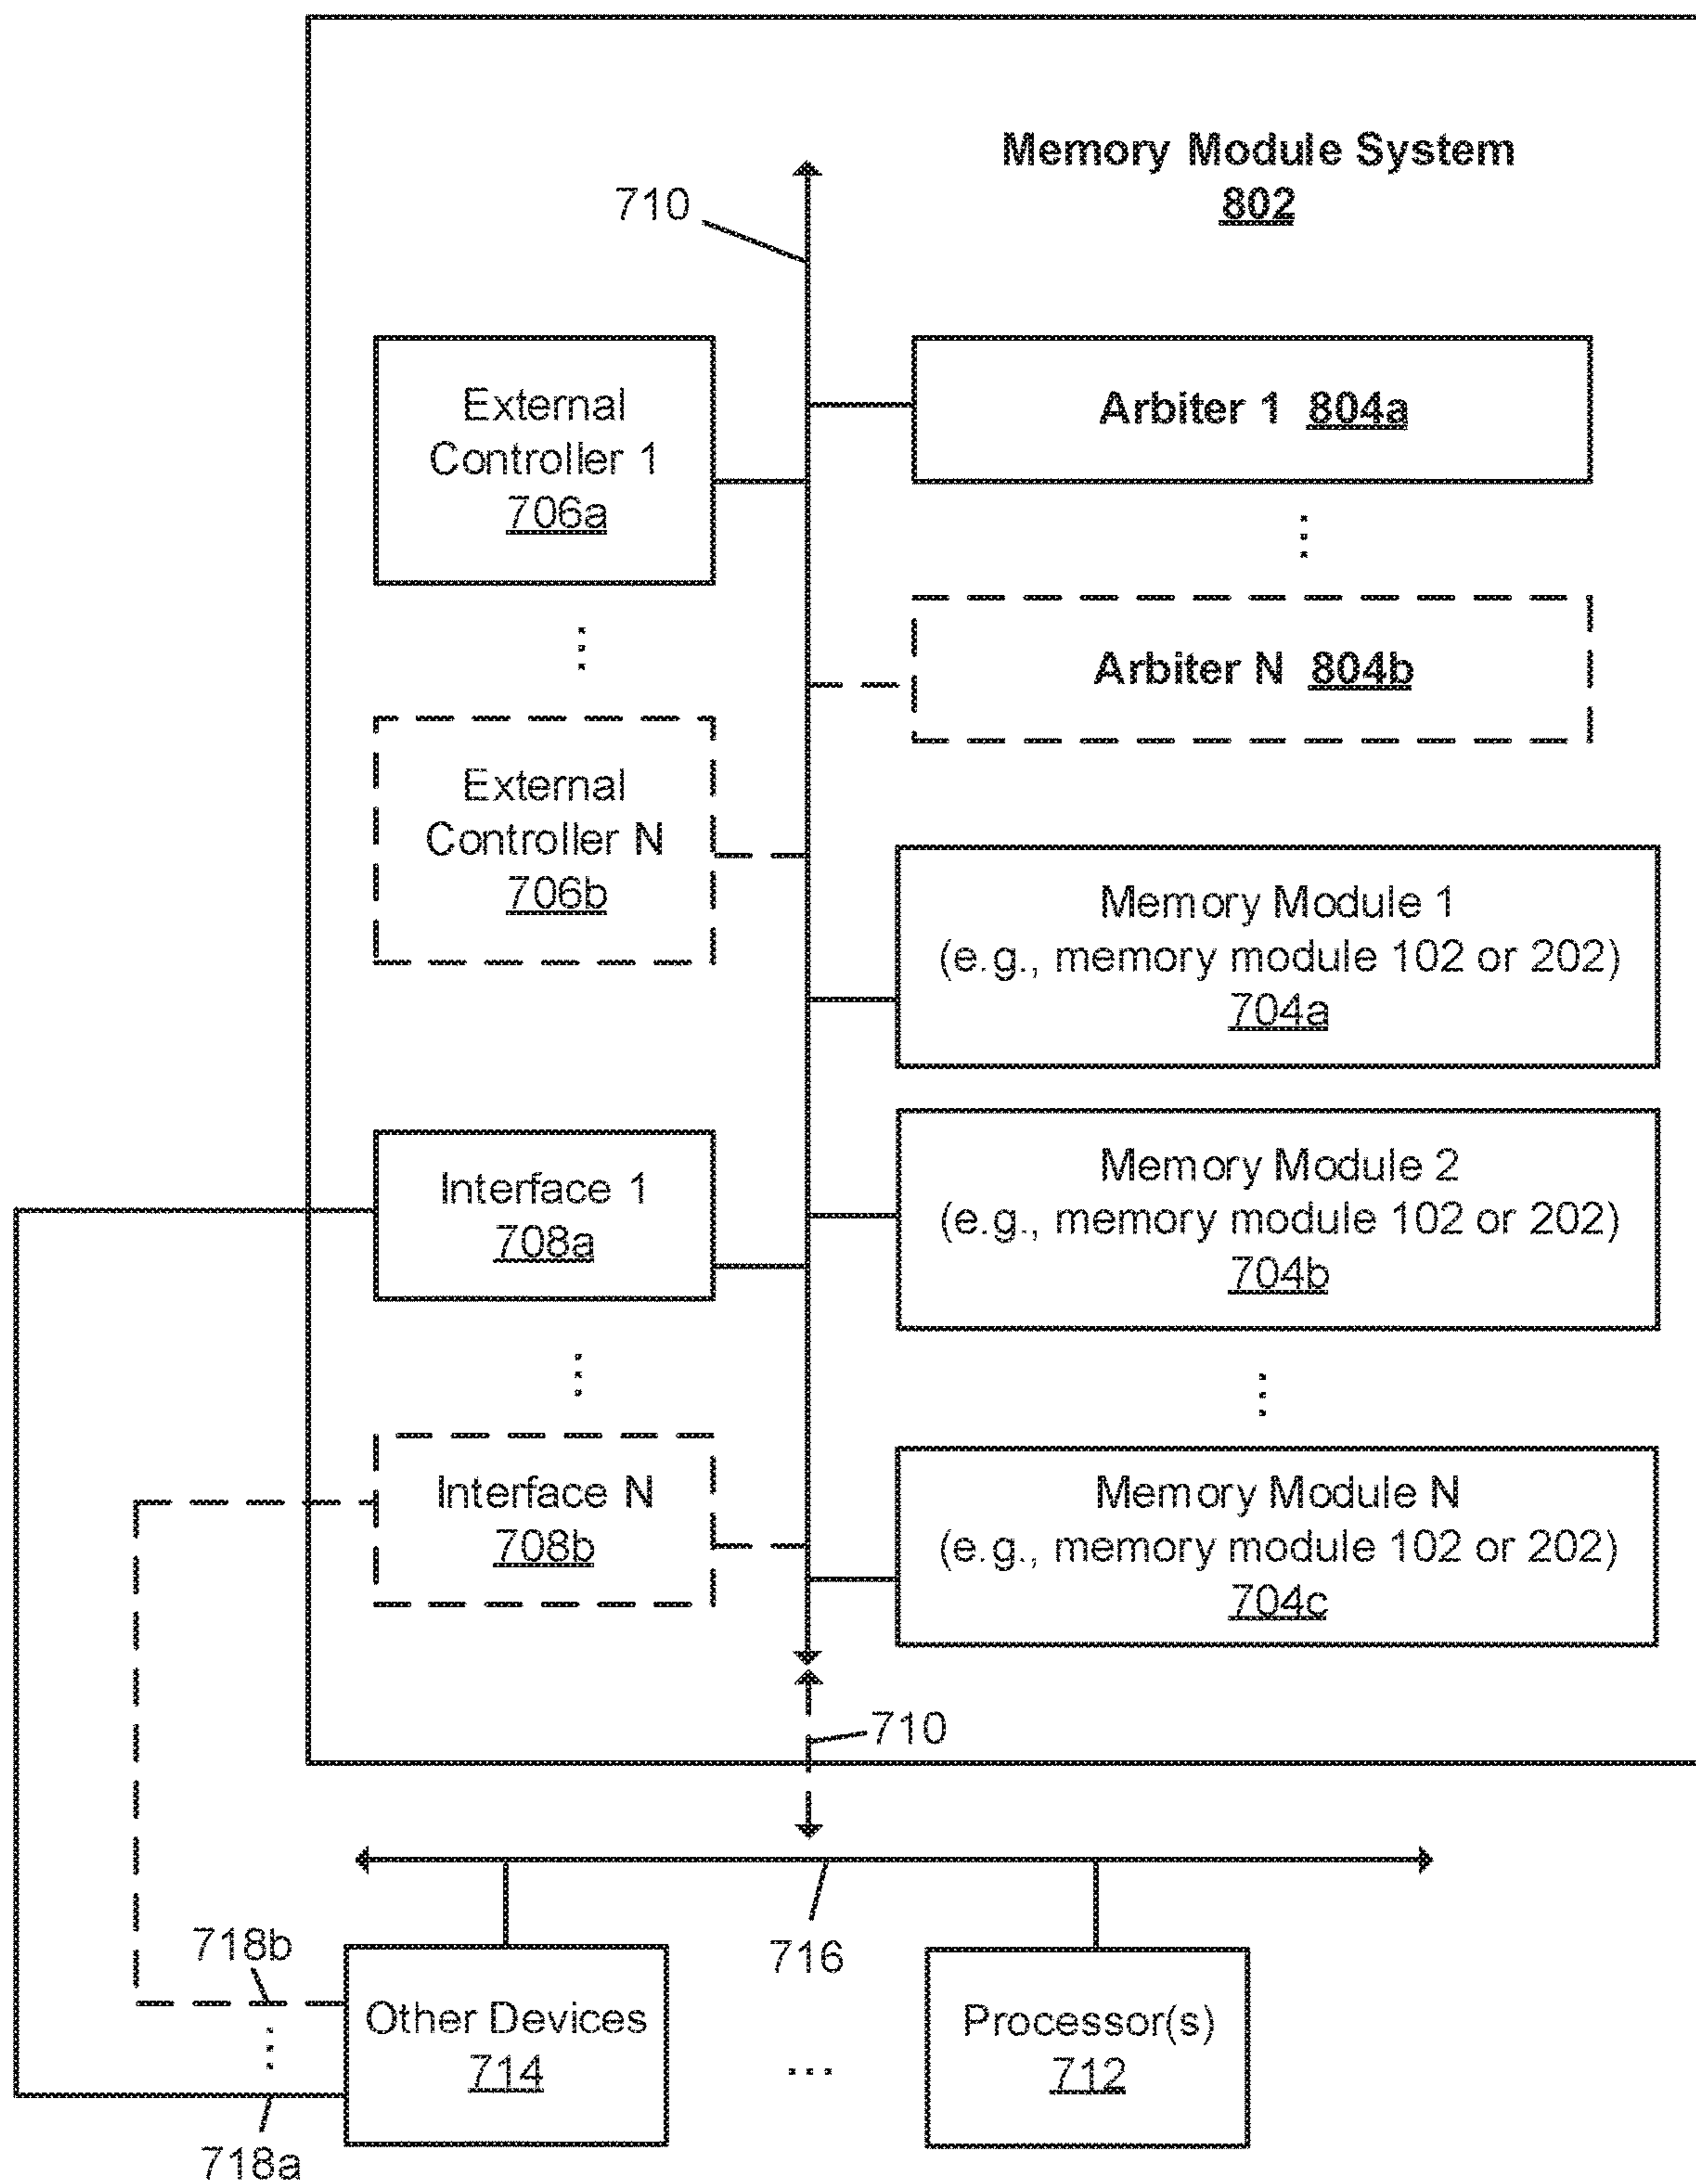 Memory Module System
802
710
External
Controller 1
706a
Arbiter 1 804a
Arbiter N 804b
External
Controller N
706b
Memory Module 1
(e.g., memory module 102 or 202)
704a
Interface 1
708a
Memory Module 2
(e.g., memory module 102 or 202)
704b
Interface N
708b
Memory Module N
(e.g., memory module 102 or 202)
704c
710
718b
716
Other Devices
714
Processor(s)
712
718a